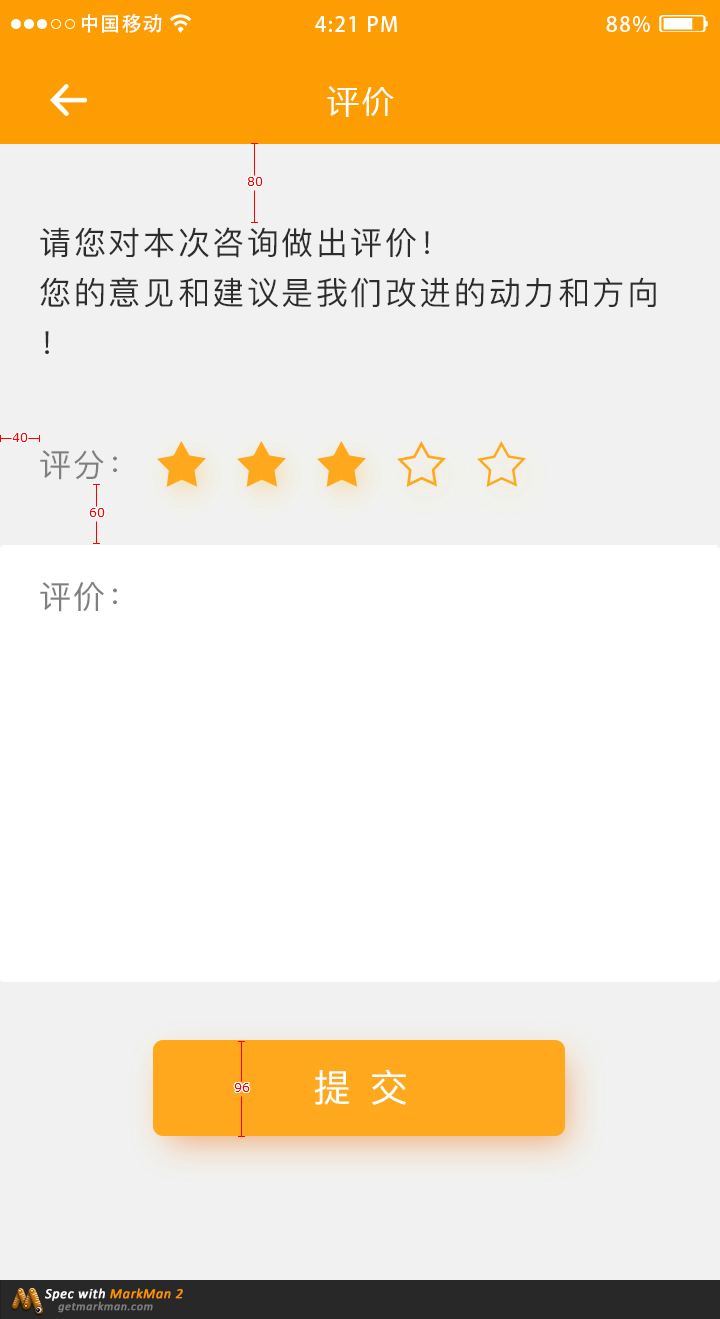 中国移动 4:21 PM 88%
评价
80
请您对本次咨询做出评价!
您的意见和建议是我们改进的动力和方向
!
40
评分:
60
评价:
96
提 交
Spec with MarkMan 2
getmarkman.com